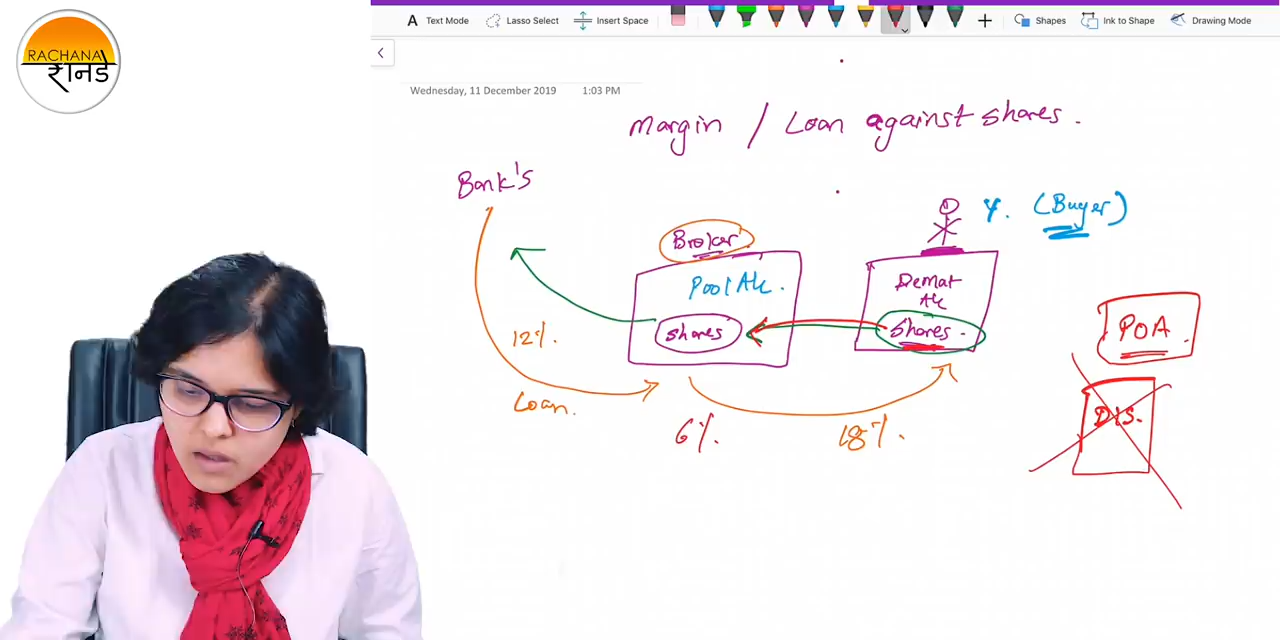 RACHANA
रानडे
A Text Mode Lasso Select Insert Space Shapes Ink to Shape Drawing Mode
Wednesday, 11 December 2019 1:03 PM
Margin / Loan against shares.
Bank's
Y. (Buyer)
Broker
Pool A/c.
Demat
A/c
Shares
Shares.
POA.
12%.
Loan.
DIS.
6%.
18%.